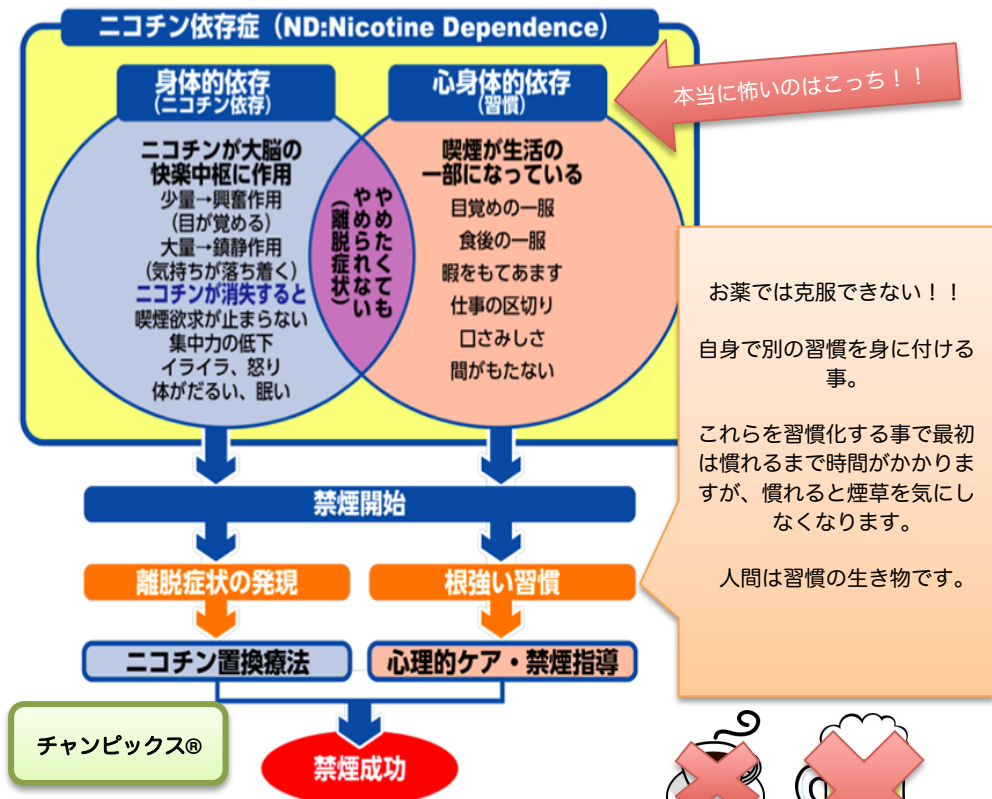 ニコチン依存症（ND:Nicotine Dependence）
身体的依存
(ニコチン依存)
ニコチンが大脳の
快楽中枢に作用
少量→興奮作用
(目が覚める)
大量→鎮静作用
(気持ちが落ち着く)
ニコチンが消失すると
喫煙欲求が止まらない
集中力の低下
イライラ、怒り
体がだるい、眠い
やめたくても
やめられない
(離脱症状)
心身体的依存
(習慣)
喫煙が生活の
一部になっている
目覚めの一服
食後の一服
暇をもてあます
仕事の区切り
口さみしさ
間がもたない
本当に怖いのはこっち！！
禁煙開始
離脱症状の発現
根強い習慣
ニコチン置換療法
心理的ケア・禁煙指導
チャンピックス®
禁煙成功
お薬では克服できない！！
自身で別の習慣を身に付ける
事。
これらを習慣化する事で最初
は慣れるまで時間がかかりま
すが、慣れると煙草を気にし
なくなります。
人間は習慣の生き物です。